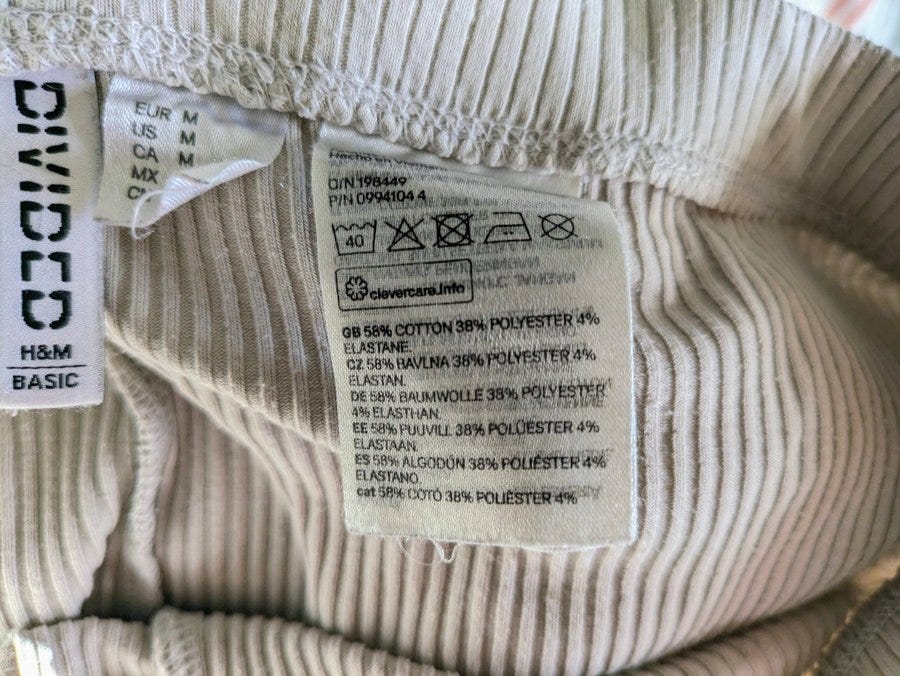 DIVIDED
H&M
BASIC
EUR M
US M
CA M
MX
Hecho en
O/N 198449
P/N 0994104 4
40
clevercare.info
GB 58% COTTON 38% POLYESTER 4%
ELASTANE.
CZ 58% BAVLNA 38% POLYESTER 4%
ELASTAN.
DE 58% BAUMWOLLE 38% POLYESTER
4% ELASTHAN.
EE 58% PUUVILL 38% POLÜESTER 4%
ELASTAAN.
ES 58% ALGODÓN 38% POLIÉSTER 4%
ELASTANO.
cat 58% COTÓ 38% POLIÈSTER 4%